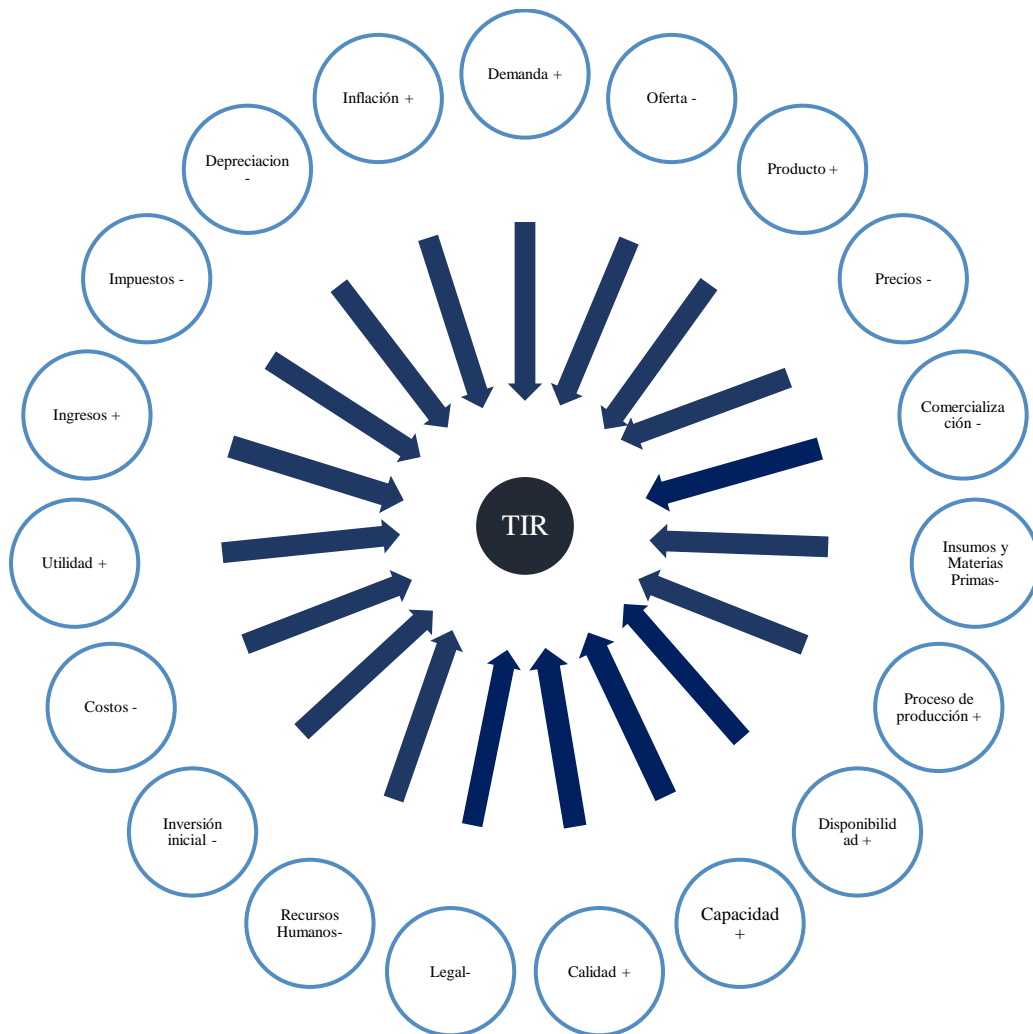 Demanda +
Oferta -
Producto +
Precios -
Comercializa
ción -
Insumos y
Materias
Primas-
Proceso de
producción +
Disponibilid
ad +
Capacidad
+
Calidad +
Legal-
Recursos
Humanos-
Inversión
inicial -
Costos -
Utilidad +
Ingresos +
Impuestos -
Depreciacion
-
Inflación +
TIR